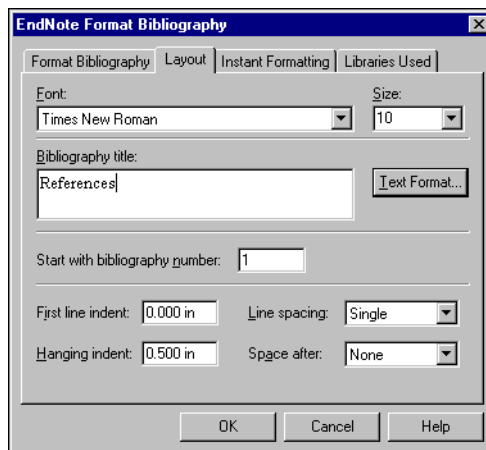 EndNote Format Bibliography
Format Bibliography Layout Instant Formatting Libraries Used
Font: Size:
Times New Roman 10
Bibliography title:
References
Text Format...
Start with bibliography number: 1
First line indent: 0.000 in Line spacing: Single
Hanging indent: 0.500 in Space after: None
OK Cancel Help